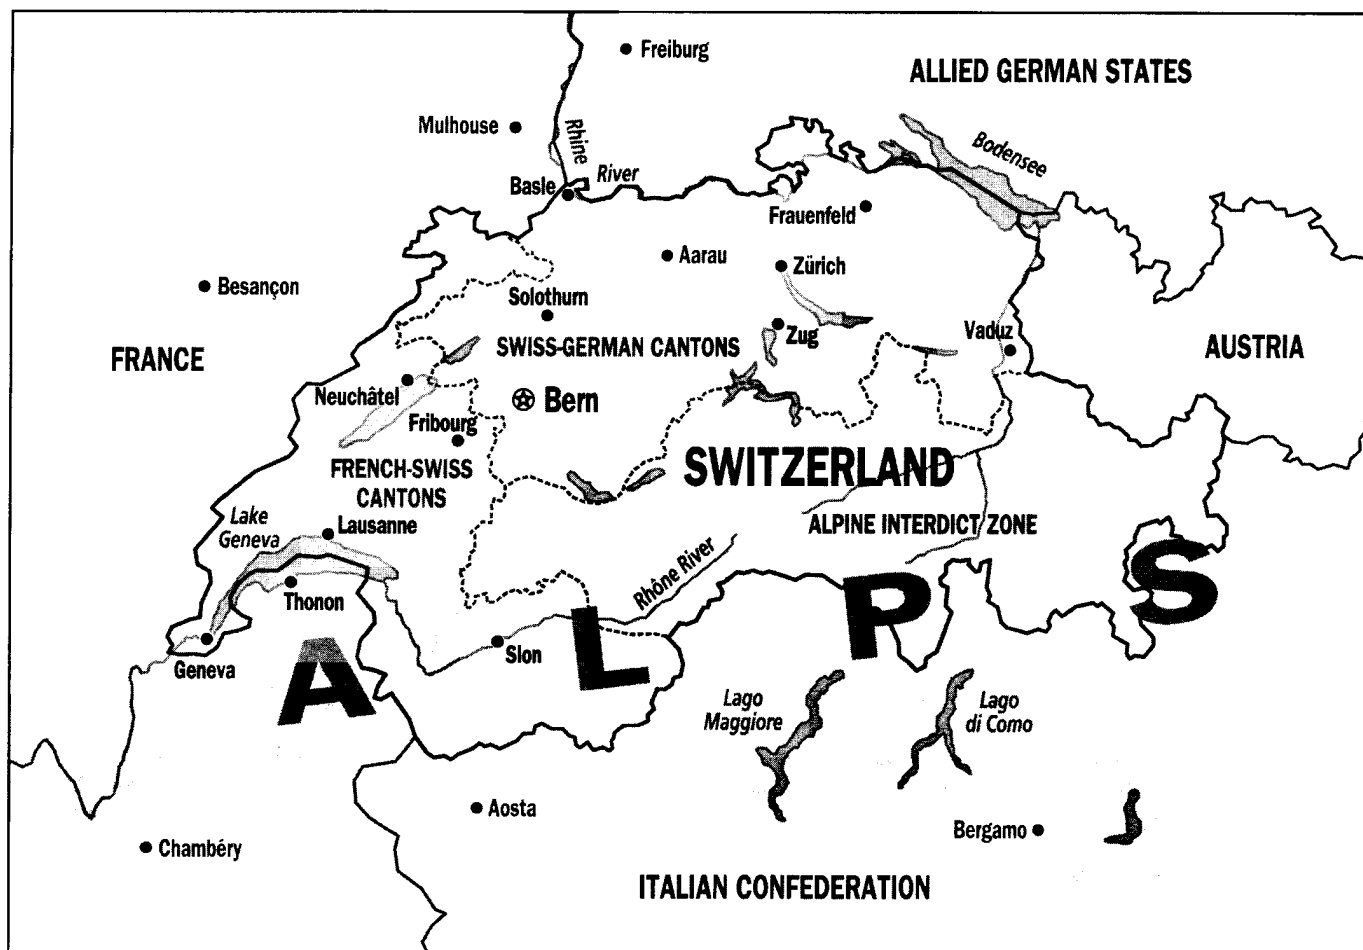 Freiburg
ALLIED GERMAN STATES
Mulhouse
Rhine
River
Bodensee
Basle
Frauenfeld
Aarau
Zürich
Besançon
Solothurn
Zug
Vaduz
SWISS-GERMAN CANTONS
FRANCE
AUSTRIA
Neuchâtel
Bern
Fribourg
SWITZERLAND
FRENCH-SWISS
CANTONS
Lake
Geneva
Lausanne
ALPINE INTERDICT ZONE
Rhône River
Thonon
Geneva
Sion
ALPS
Lago
Maggiore
Lago
di Como
Aosta
Bergamo
Chambéry
ITALIAN CONFEDERATION